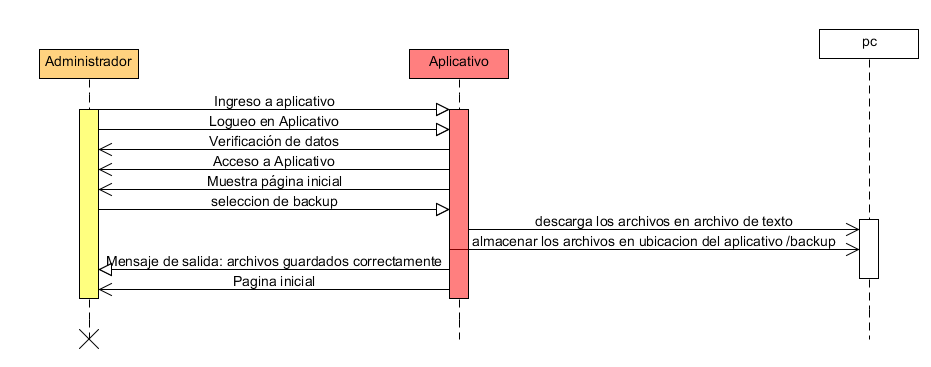 pc
Administrador
Aplicativo
Ingreso a aplicativo
Logueo en Aplicativo
Verificación de datos
Acceso a Aplicativo
Muestra página inicial
seleccion de backup
descarga los archivos en archivo de texto
almacenar los archivos en ubicacion del aplicativo /backup
Mensaje de salida: archivos guardados correctamente
Pagina inicial